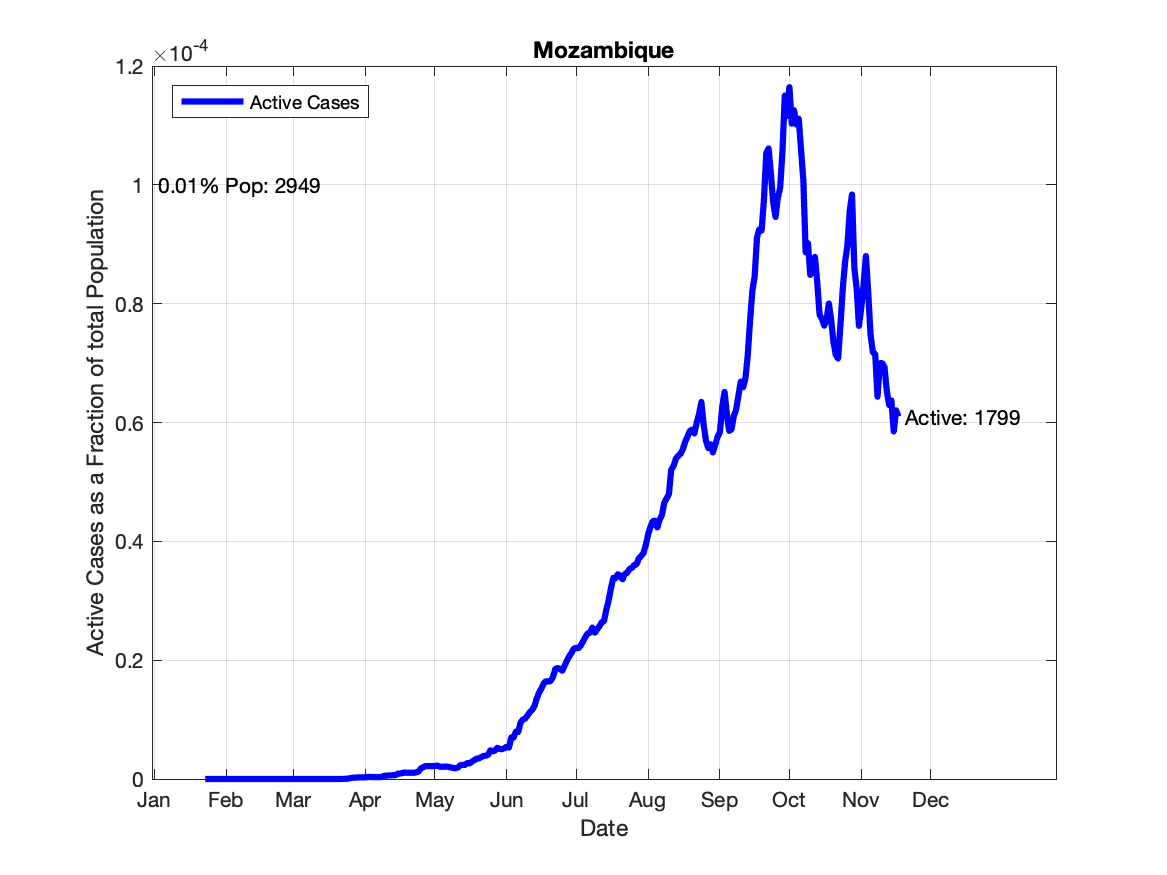 Mozambique
×10-4
Active Cases
0.01% Pop: 2949
Active: 1799
Active Cases as a Fraction of total Population
1.2
1
0.8
0.6
0.4
0.2
0
Jan Feb Mar Apr May Jun Jul Aug Sep Oct Nov Dec
Date